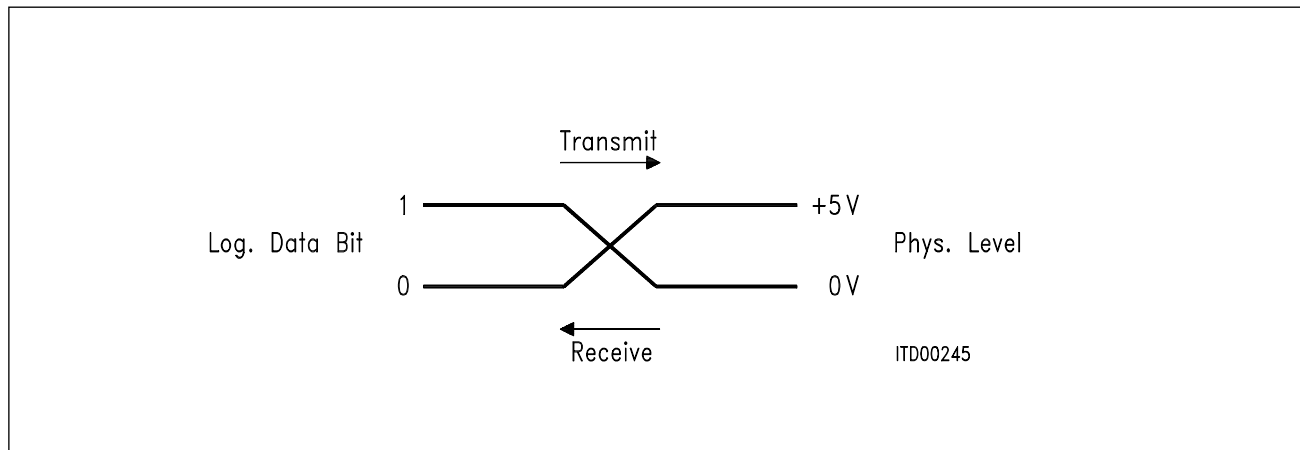 Transmit
1
+5V
Log. Data Bit
Phys. Level
0
0V
Receive
ITD00245